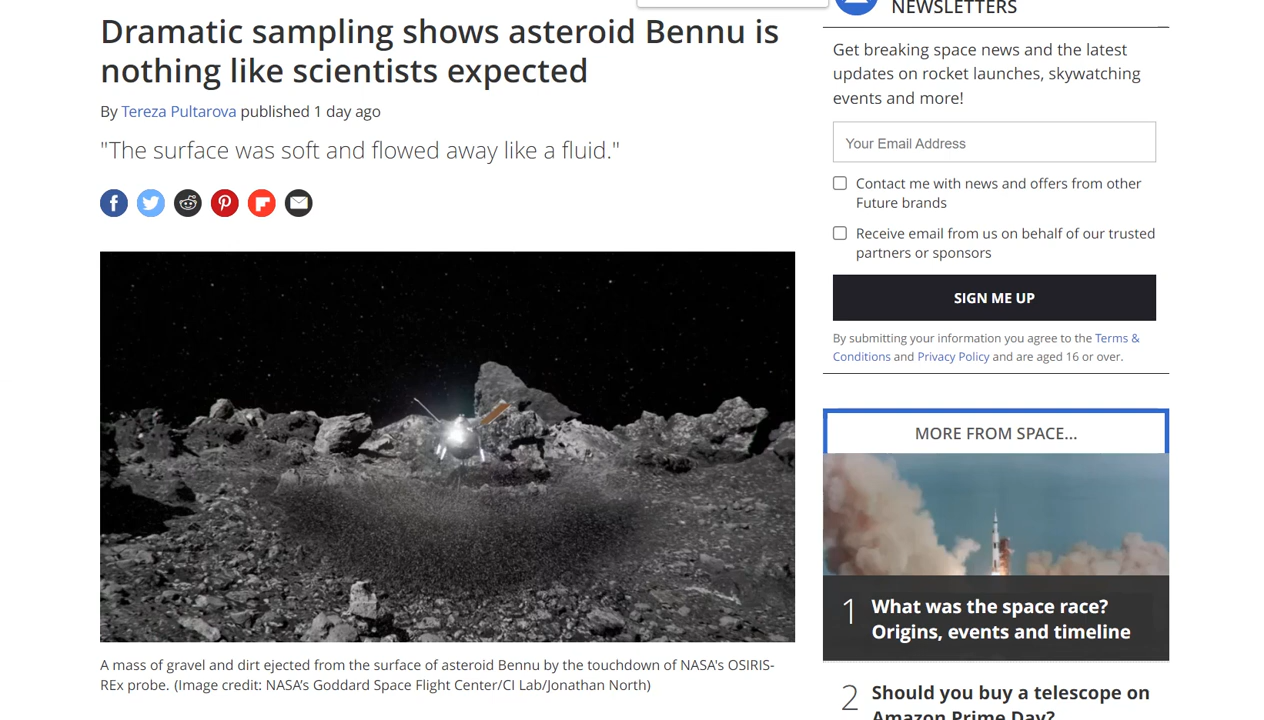 Dramatic sampling shows asteroid Bennu is
nothing like scientists expected
By Tereza Pultarova published 1 day ago
"The surface was soft and flowed away like a fluid."
A mass of gravel and dirt ejected from the surface of asteroid Bennu by the touchdown of NASA's OSIRIS-
REx probe. (Image credit: NASA’s Goddard Space Flight Center/CI Lab/Jonathan North)
NEWSLETTERS
Get breaking space news and the latest
updates on rocket launches, skywatching
events and more!
Your Email Address
Contact me with news and offers from other
Future brands
Receive email from us on behalf of our trusted
partners or sponsors
SIGN ME UP
By submitting your information you agree to the Terms &
Conditions and Privacy Policy and are aged 16 or over.
MORE FROM SPACE...
1 What was the space race?
Origins, events and timeline
2 Should you buy a telescope on
Amazon Prime Day?